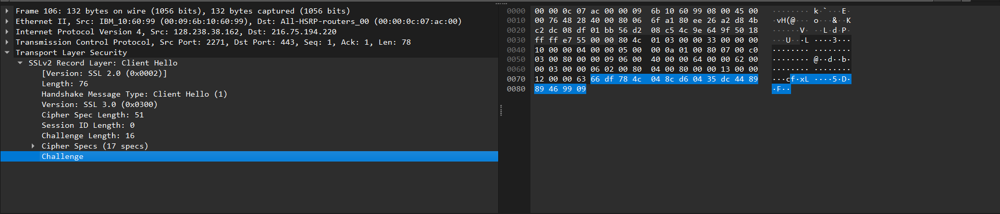 Frame 106: 132 bytes on wire (1056 bits), 132 bytes captured (1056 bits)
Ethernet II, Src: IBM_10:60:99 (00:09:6b:10:60:99), Dst: All-HSRP-routers_00 (00:00:0c:07:ac:00)
Internet Protocol Version 4, Src: 128.238.38.162, Dst: 216.75.194.220
Transmission Control Protocol, Src Port: 2271, Dst Port: 443, Seq: 1, Ack: 1, Len: 78
Transport Layer Security
SSLv2 Record Layer: Client Hello
[Version: SSL 2.0 (0x0002)]
Length: 76
Handshake Message Type: Client Hello (1)
Version: SSL 3.0 (0x0300)
Cipher Spec Length: 51
Session ID Length: 0
Challenge Length: 16
Cipher Specs (17 specs)
Challenge
0000 00 00 0c 07 ac 00 00 09 6b 10 60 99 08 00 45 00 ········ k·`···E·
0010 00 76 48 28 40 00 80 06 6f a1 80 ee 26 a2 d8 4b ·vH(@··· o···&··K
0020 c2 dc 08 df 01 bb 56 d2 08 c5 4c 9e 64 9f 50 18 ······V· ··L·d·P·
0030 ff ff e7 55 00 00 80 4c 01 03 00 00 33 00 00 00 ···U···L ····3···
0040 10 00 00 04 00 00 05 00 00 0a 01 00 80 07 00 c0 ········ ········
0050 03 00 80 00 00 09 06 00 40 00 00 64 00 00 62 00 ········ @··d··b·
0060 00 03 00 00 06 02 00 80 04 00 80 00 00 13 00 00 ········ ········
0070 12 00 00 63 66 df 78 4c 04 8c d6 04 35 dc 44 89 ···cf·xL ····5·D·
0080 89 46 99 09 ·F··